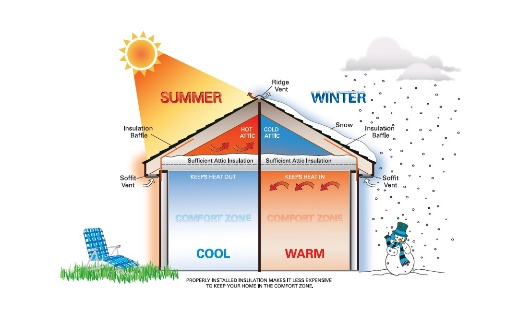 Ridge
Vent
SUMMER
WINTER
Insulation
Baffle
HOT
ATTIC
COLD
ATTIC
Snow
Insulation
Baffle
Sufficient Attic Insulation
Sufficient Attic Insulation
Soffit
Vent
KEEPS HEAT OUT
KEEPS HEAT IN
Soffit
Vent
COMFORT ZONE
COMFORT ZONE
COOL
WARM
PROPERLY INSTALLED INSULATION MAKES IT LESS EXPENSIVE
TO KEEP YOUR HOME IN THE COMFORT ZONE.